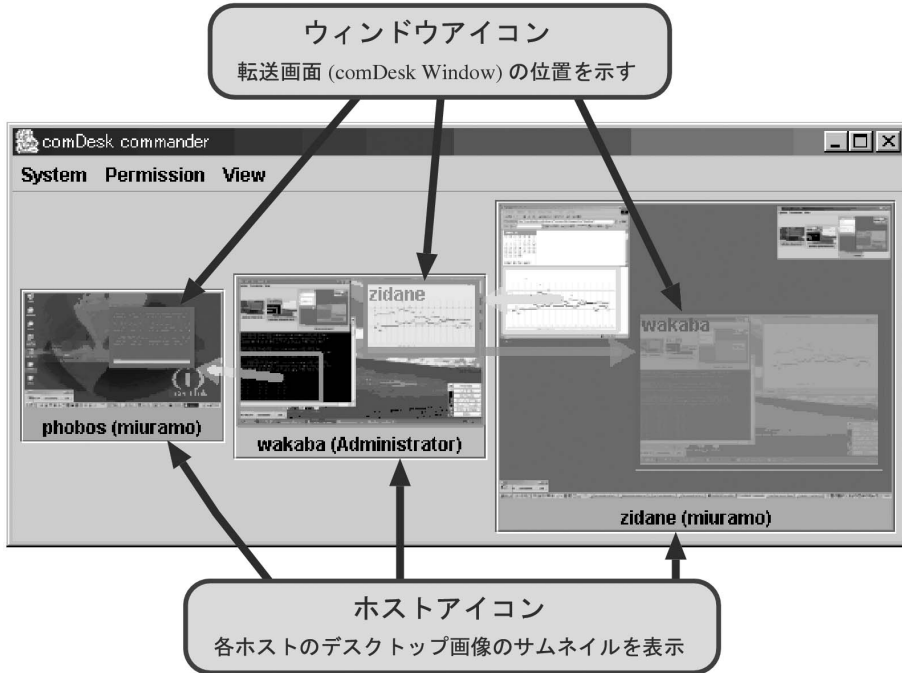 ウィンドウアイコン
転送画面 (comDesk Window) の位置を示す
comDesk commander
System Permission View
zidane
wakaba
phobos (miuramo)
wakaba (Administrator)
zidane (miuramo)
ホストアイコン
各ホストのデスクトップ画像のサムネイルを表示